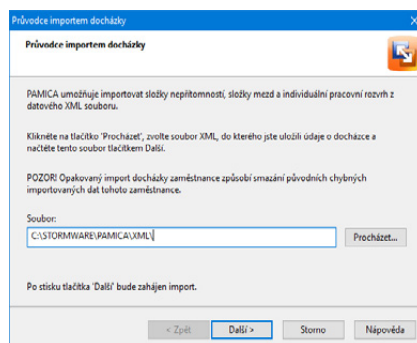 Průvodce importem docházky
Průvodce importem docházky
PAMICA umožňuje importovat složky nepřítomností, složky mezd a individuální pracovní rozvrh z
datového XML souboru.
Klikněte na tlačítko 'Procházet', zvolte soubor XML, do kterého jste uložili údaje o docházce a
načtěte tento soubor tlačítkem Další.
POZOR! Opakovaný import docházky zaměstnance způsobí smazání původních chybných
importovaných dat tohoto zaměstnance.
Soubor:
C:\STORMWARE\PAMICA\XML\
Procházet...
Po stisku tlačítka 'Další' bude zahájen import.
< Zpět
Další >
Storno
Nápověda